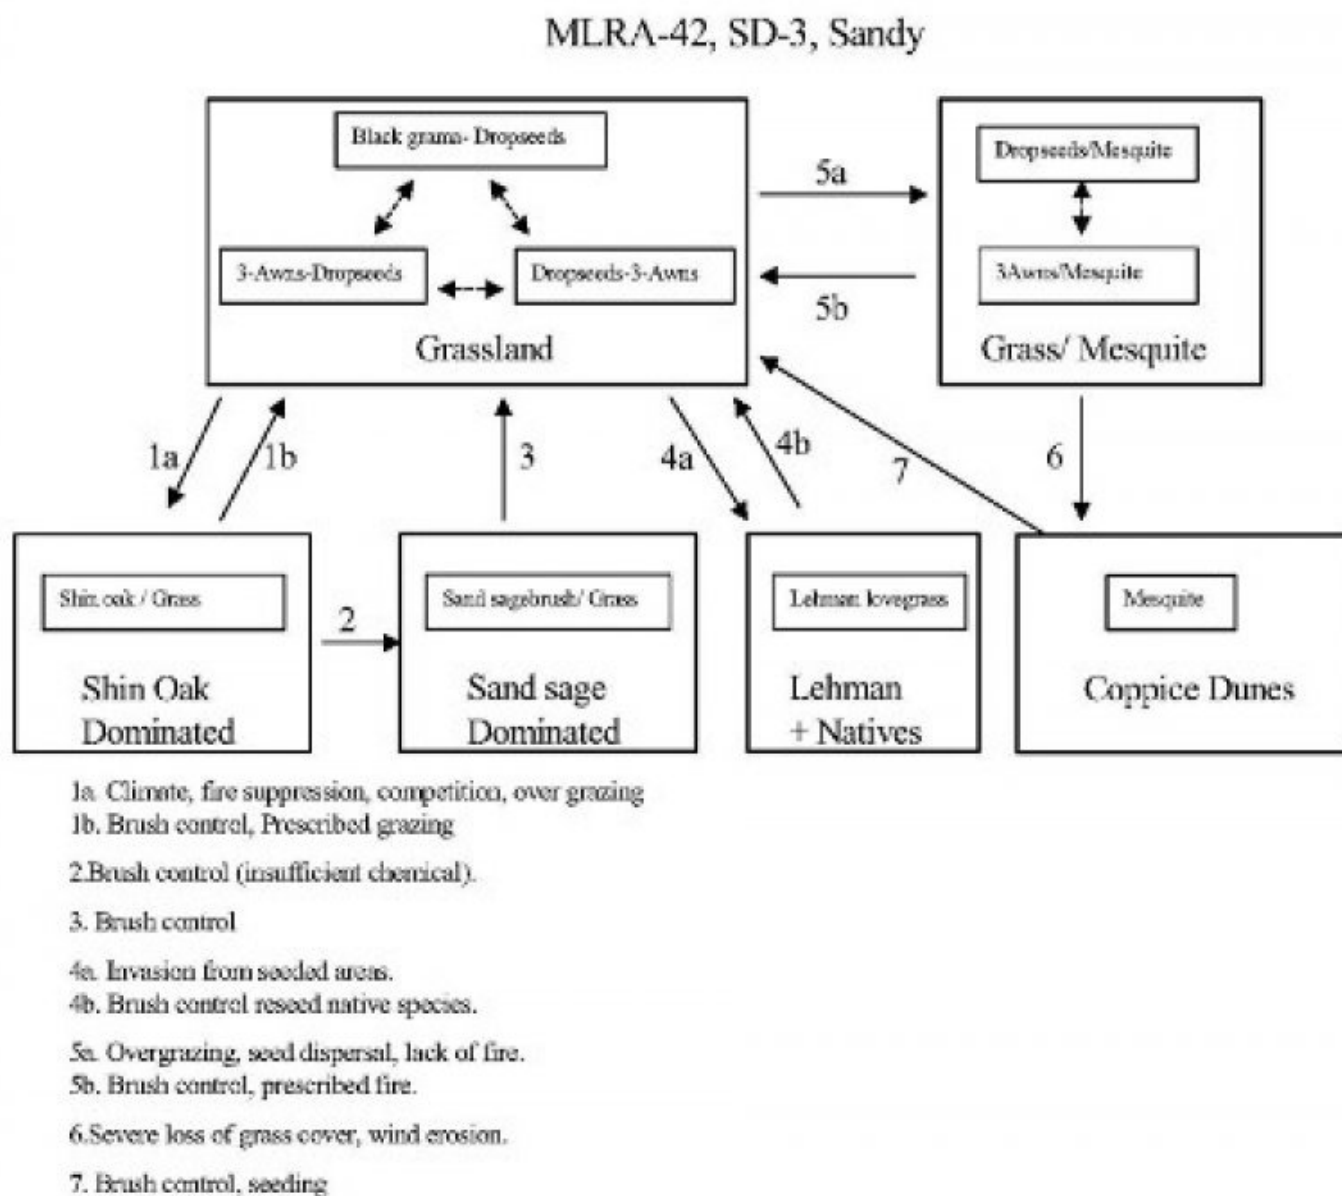 MLRA-42, SD-3, Sandy
Black grama- Dropseeds
3-Awns-Dropseeds
Dropseeds-3-Awns
Grassland
5a
5b
Dropseeds/Mesquite
3Awns/Mesquite
Grass/ Mesquite
1a
1b
3
4a
4b
7
6
Shin oak / Grass
Shin Oak
Dominated
2
Sand sagebrush/ Grass
Sand sage
Dominated
Lehman lovegrass
Lehman
+ Natives
Mesquite
Coppice Dunes
1a. Climate, fire suppression, competition, over grazing
1b. Brush control, Prescribed grazing
2.Brush control (insufficient chemical).
3. Brush control
4a. Invasion from seeded areas.
4b. Brush control reseed native species.
5a. Overgrazing, seed dispersal, lack of fire.
5b. Brush control, prescribed fire.
6.Severe loss of grass cover, wind erosion.
7. Brush control, seeding